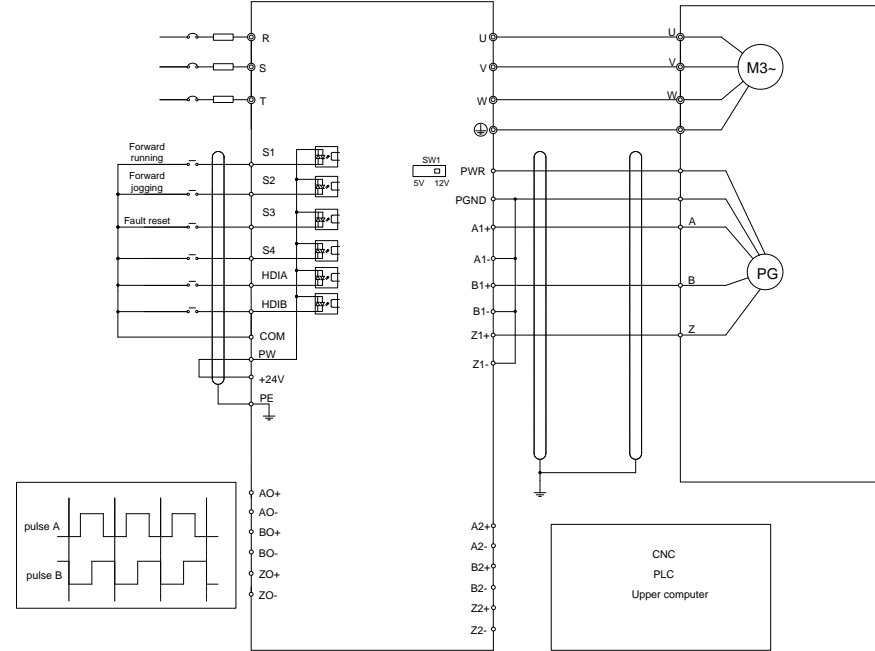 R
S
T
U
V
W
U
V
W
M3~
Forward
running
Forward
jogging
Fault reset
S1
S2
S3
S4
HDIA
HDIB
COM
PW
+24V
PE
SW1
5V 12V
PWR
PGND
A1+
A1-
B1+
B1-
Z1+
Z1-
A
B
Z
PG
pulse A
pulse B
AO+
AO-
BO+
BO-
ZO+
ZO-
A2+
A2-
B2+
B2-
Z2+
Z2-
CNC
PLC
Upper computer